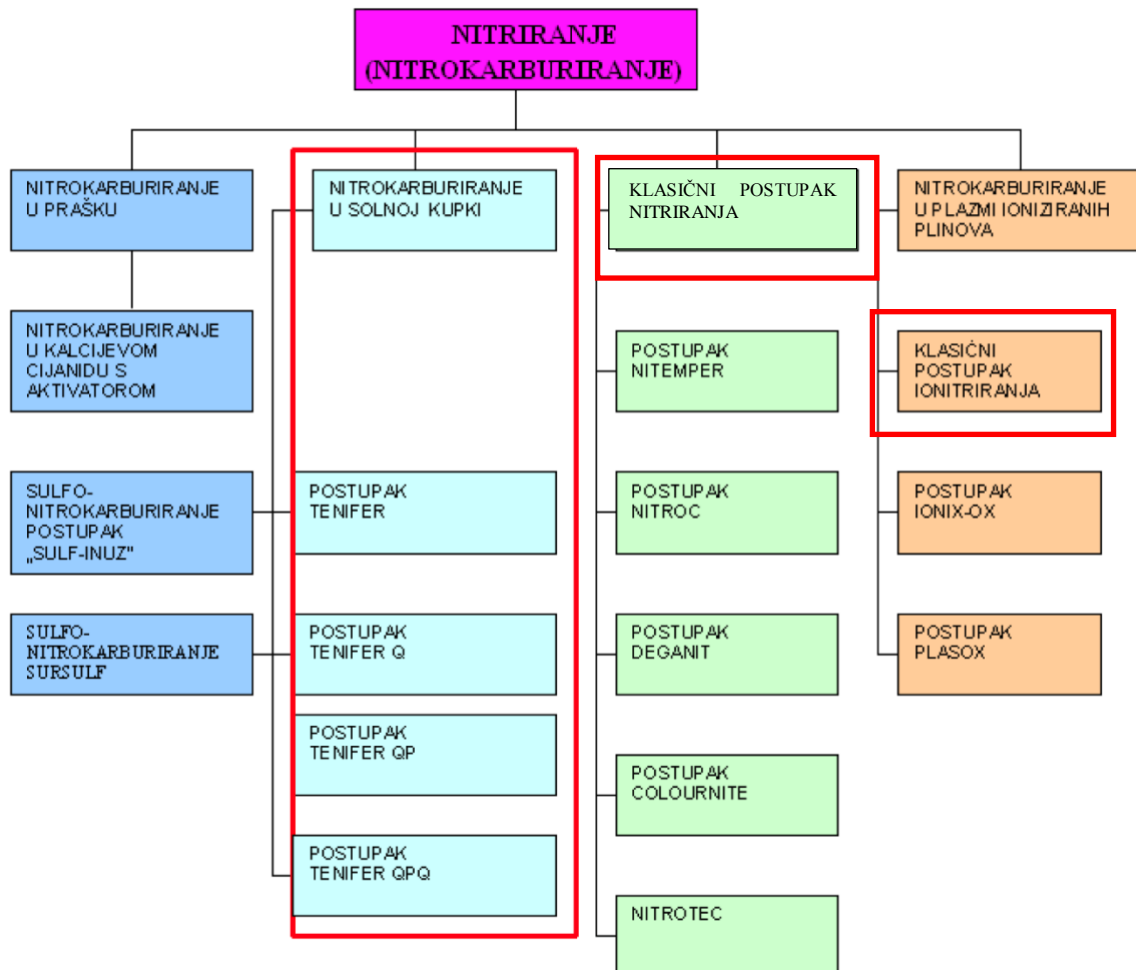 NITRIRANJE
(NITROKARBURIRANJE)
NITROKARBURIRANJE
U PRAŠKU
NITROKARBURIRANJE
U SOLNOJ KUPKI
KLASIČNI POSTUPAK
NITRIRANJA
NITROKARBURIRANJE
U PLAZMI IONIZIRANIH
PLINOVA
NITROKARBURIRANJE
U KALCIJEVOM
CIJANIDU S
AKTIVATOROM
POSTUPAK
NITEMPER
KLASIČNI
POSTUPAK
IONITRIRANJA
SULFO-
NITROKARBURIRANJE
POSTUPAK
„SULF-INUZ"
POSTUPAK
TENIFER
POSTUPAK
NITROC
POSTUPAK
IONIX-OX
SULFO-
NITROKARBURIRANJE
SURSULF
POSTUPAK
TENIFER Q
POSTUPAK
DEGANIT
POSTUPAK
PLASOX
POSTUPAK
TENIFER QP
POSTUPAK
COLOURNITE
POSTUPAK
TENIFER QPQ
NITROTEC